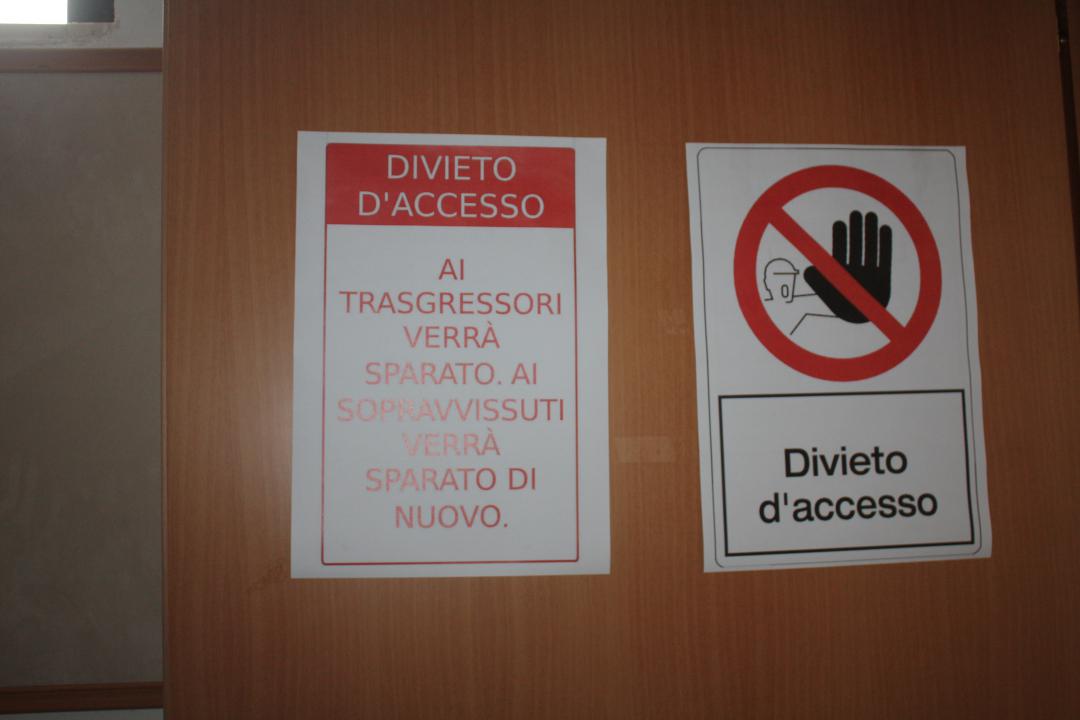 DIVIETO
D'ACCESSO
AI
TRASGRESSORI
VERRÀ
SPARATO. AI
SOPRAVVISSUTI
VERRÀ
SPARATO DI
NUOVO.
Divieto
d'accesso